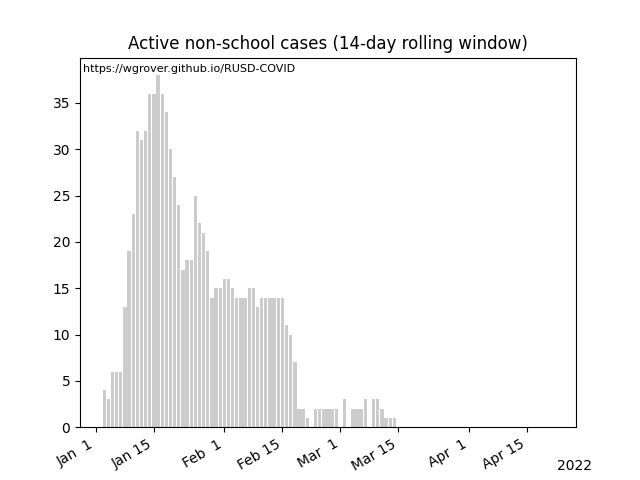 Active non-school cases (14-day rolling window)
https://wgrover.github.io/RUSD-COVID
35
30
25
20
15
10
5
0
Jan 1
Jan 15
Feb 1
Feb 15
Mar 1
Mar 15
Apr 1
Apr 15
2022